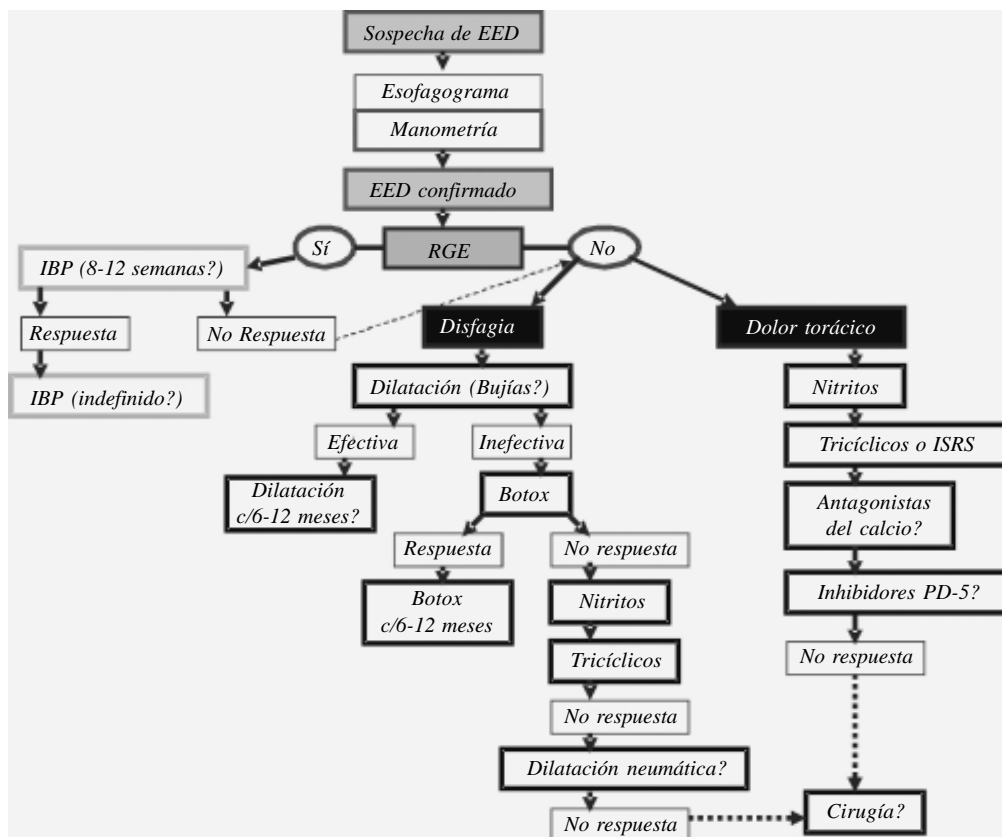 Sospecha de EED
Esofagograma
Manometría
EED confirmado
Sí
RGE
No
IBP (8-12 semanas?)
Respuesta
No Respuesta
IBP (indefinido?)
Disfagia
Dolor torácico
Dilatación (Bujías?)
Efectiva
Inefectiva
Dilatación
c/6-12 meses?
Botox
Respuesta
No respuesta
Botox
c/6-12 meses
Nitritos
Tricíclicos
No respuesta
Dilatación neumática?
No respuesta
Nitritos
Tricíclicos o ISRS
Antagonistas
del calcio?
Inhibidores PD-5?
No respuesta
Cirugía?